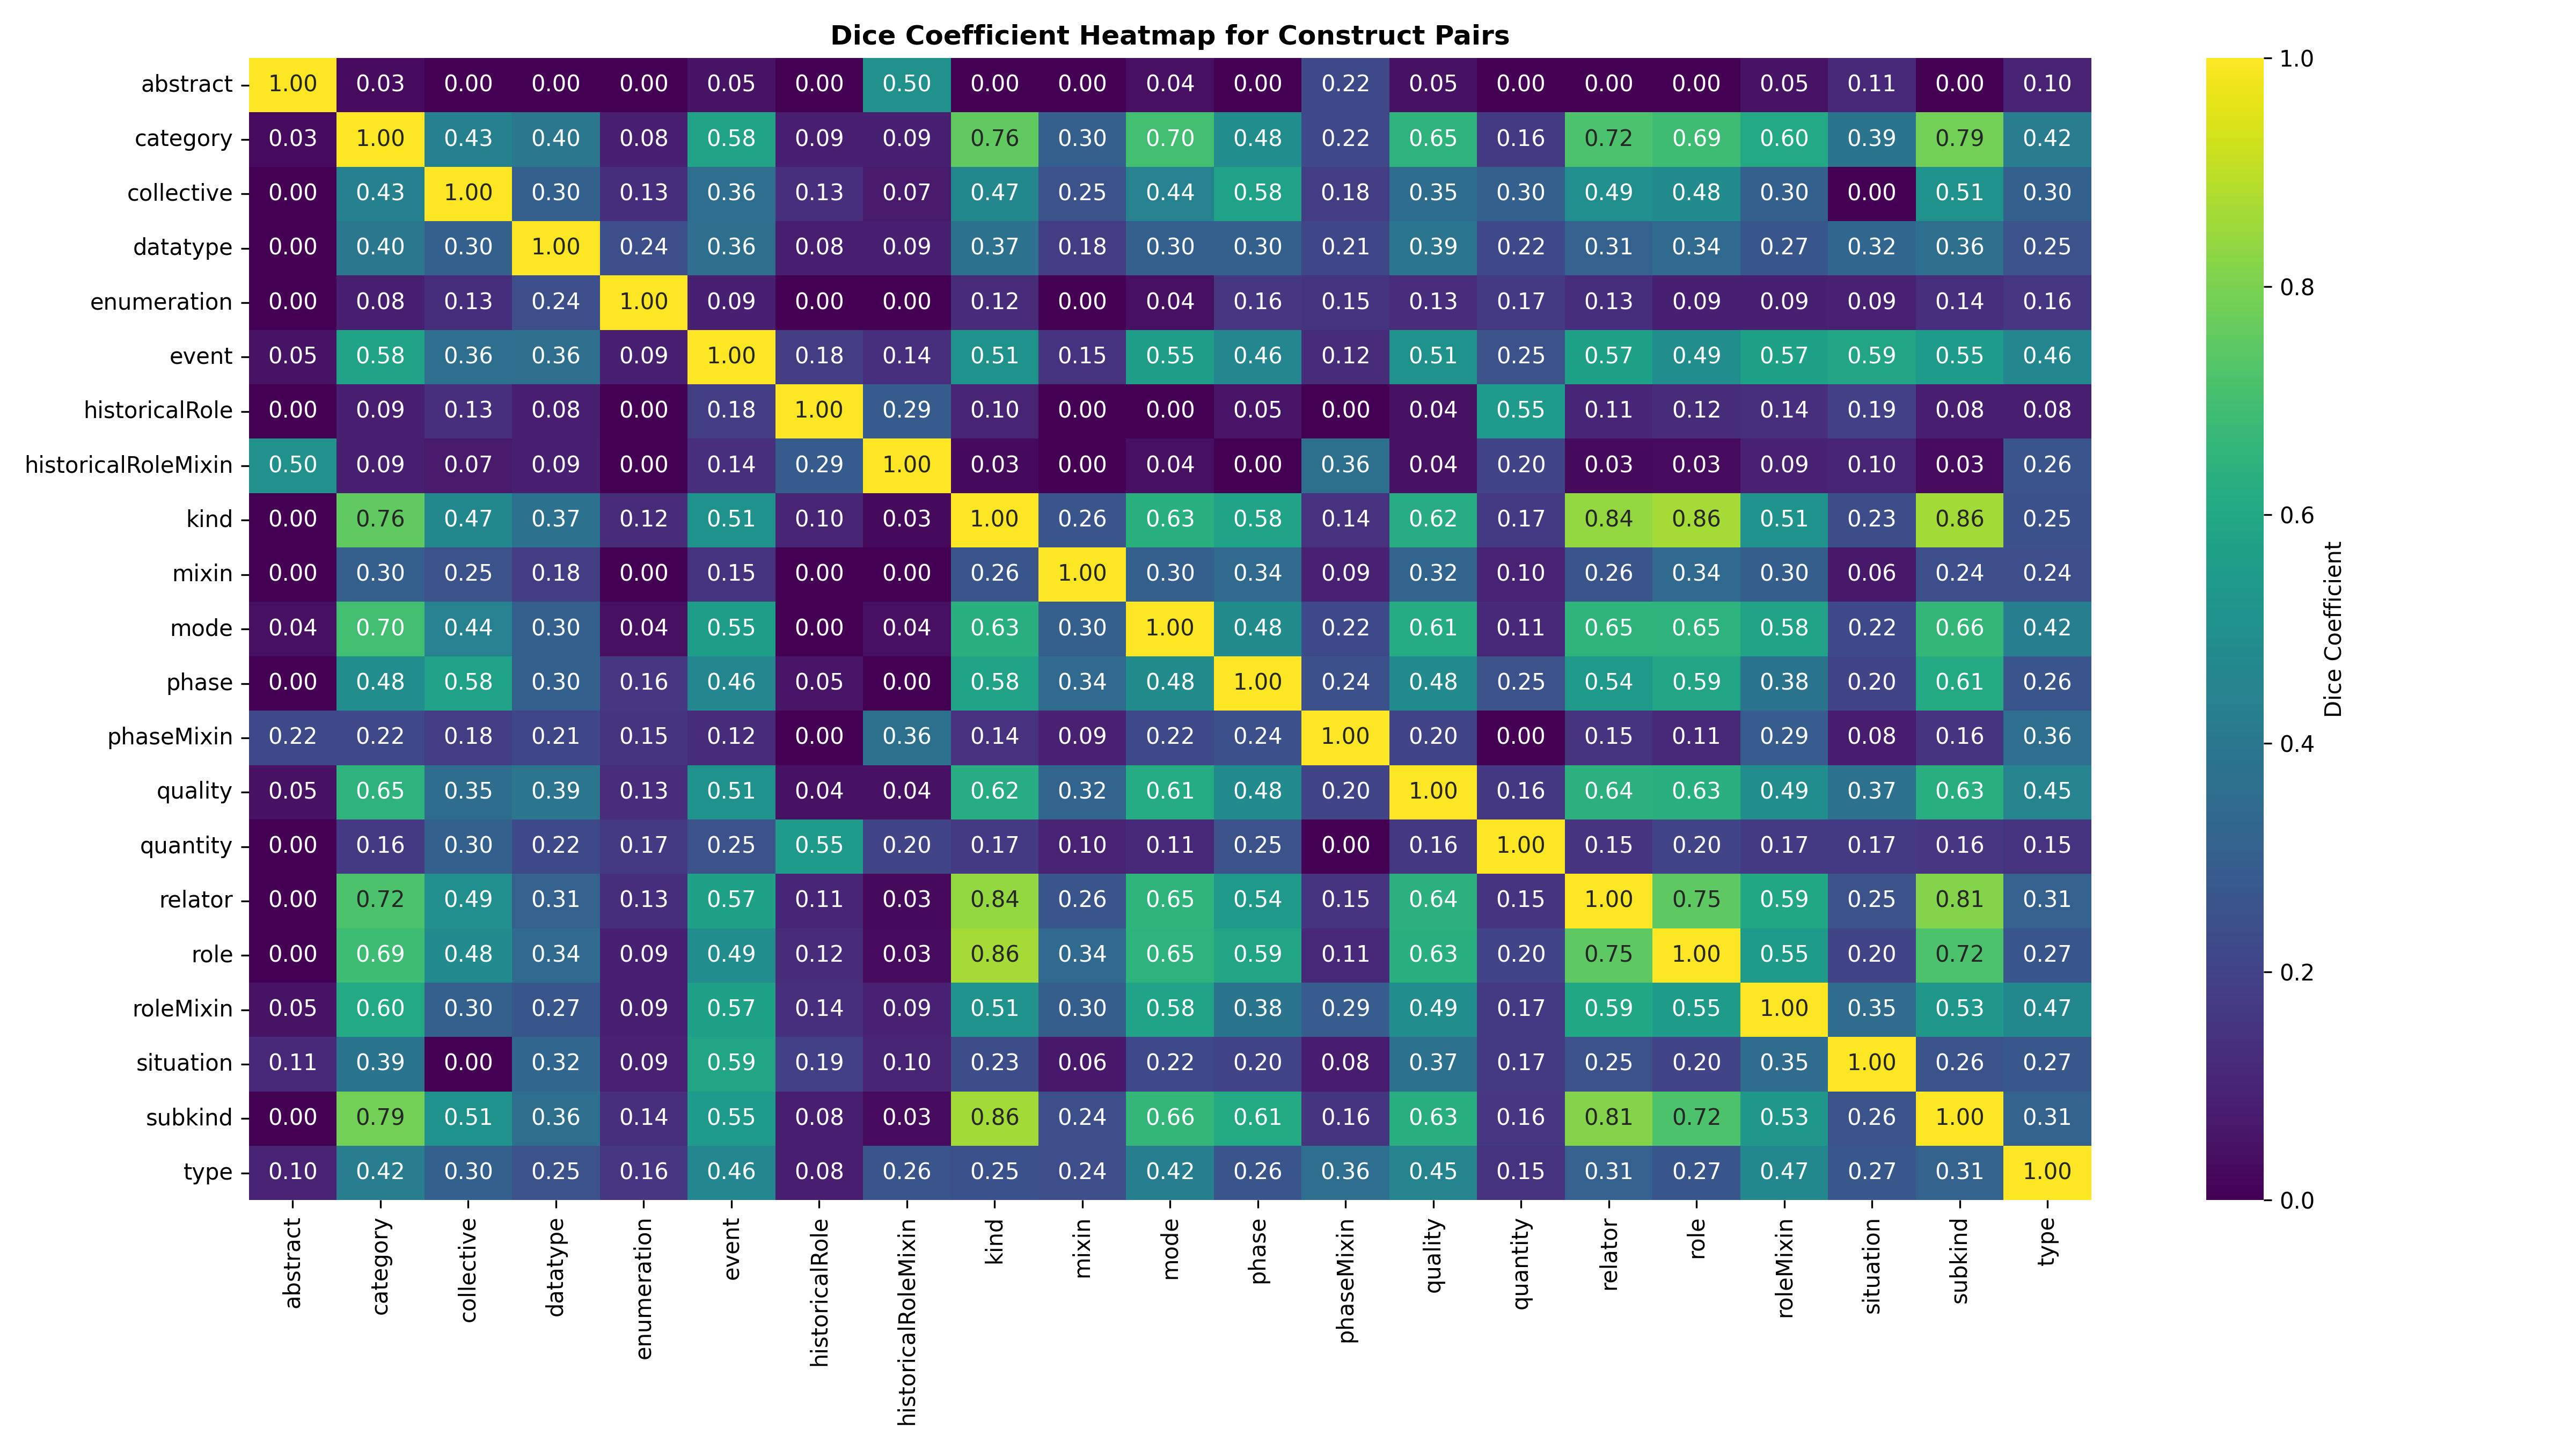 Dice Coefficient Heatmap for Construct Pairs
abstract 1.00 0.03 0.00 0.00 0.00 0.05 0.00 0.50 0.00 0.00 0.04 0.00 0.22 0.05 0.00 0.00 0.00 0.05 0.11 0.00 0.10
category 0.03 1.00 0.43 0.40 0.08 0.58 0.09 0.09 0.76 0.30 0.70 0.48 0.22 0.65 0.16 0.72 0.69 0.60 0.39 0.79 0.42
collective 0.00 0.43 1.00 0.30 0.13 0.36 0.13 0.07 0.47 0.25 0.44 0.58 0.18 0.35 0.30 0.49 0.48 0.30 0.00 0.51 0.30
datatype 0.00 0.40 0.30 1.00 0.24 0.36 0.08 0.09 0.37 0.18 0.30 0.30 0.21 0.39 0.22 0.31 0.34 0.27 0.32 0.36 0.25
enumeration 0.00 0.08 0.13 0.24 1.00 0.09 0.00 0.00 0.12 0.00 0.04 0.16 0.15 0.13 0.17 0.13 0.09 0.09 0.09 0.14 0.16
event 0.05 0.58 0.36 0.36 0.09 1.00 0.18 0.14 0.51 0.15 0.55 0.46 0.12 0.51 0.25 0.57 0.49 0.57 0.59 0.55 0.46
historicalRole 0.00 0.09 0.13 0.08 0.00 0.18 1.00 0.29 0.10 0.00 0.00 0.05 0.00 0.04 0.55 0.11 0.12 0.14 0.19 0.08 0.08
historicalRoleMixin 0.50 0.09 0.07 0.09 0.00 0.14 0.29 1.00 0.03 0.00 0.04 0.00 0.36 0.04 0.20 0.03 0.03 0.09 0.10 0.03 0.26
kind 0.00 0.76 0.47 0.37 0.12 0.51 0.10 0.03 1.00 0.26 0.63 0.58 0.14 0.62 0.17 0.84 0.86 0.51 0.23 0.86 0.25
mixin 0.00 0.30 0.25 0.18 0.00 0.15 0.00 0.00 0.26 1.00 0.30 0.34 0.09 0.32 0.10 0.26 0.34 0.30 0.06 0.24 0.24
mode 0.04 0.70 0.44 0.30 0.04 0.55 0.00 0.04 0.63 0.30 1.00 0.48 0.22 0.61 0.11 0.65 0.65 0.58 0.22 0.66 0.42
phase 0.00 0.48 0.58 0.30 0.16 0.46 0.05 0.00 0.58 0.34 0.48 1.00 0.24 0.48 0.25 0.54 0.59 0.38 0.20 0.61 0.26
phaseMixin 0.22 0.22 0.18 0.21 0.15 0.12 0.00 0.36 0.14 0.09 0.22 0.24 1.00 0.20 0.00 0.15 0.11 0.29 0.08 0.16 0.36
quality 0.05 0.65 0.35 0.39 0.13 0.51 0.04 0.04 0.62 0.32 0.61 0.48 0.20 1.00 0.16 0.64 0.63 0.49 0.37 0.63 0.45
quantity 0.00 0.16 0.30 0.22 0.17 0.25 0.55 0.20 0.17 0.10 0.11 0.25 0.00 0.16 1.00 0.15 0.20 0.17 0.17 0.16 0.15
relator 0.00 0.72 0.49 0.31 0.13 0.57 0.11 0.03 0.84 0.26 0.65 0.54 0.15 0.64 0.15 1.00 0.75 0.59 0.25 0.81 0.31
role 0.00 0.69 0.48 0.34 0.09 0.49 0.12 0.03 0.86 0.34 0.65 0.59 0.11 0.63 0.20 0.75 1.00 0.55 0.20 0.72 0.27
roleMixin 0.05 0.60 0.30 0.27 0.09 0.57 0.14 0.09 0.51 0.30 0.58 0.38 0.29 0.49 0.17 0.59 0.55 1.00 0.35 0.53 0.47
situation 0.11 0.39 0.00 0.32 0.09 0.59 0.19 0.10 0.23 0.06 0.22 0.20 0.08 0.37 0.17 0.25 0.20 0.35 1.00 0.26 0.27
subkind 0.00 0.79 0.51 0.36 0.14 0.55 0.08 0.03 0.86 0.24 0.66 0.61 0.16 0.63 0.16 0.81 0.72 0.53 0.26 1.00 0.31
type 0.10 0.42 0.30 0.25 0.16 0.46 0.08 0.26 0.25 0.24 0.42 0.26 0.36 0.45 0.15 0.31 0.27 0.47 0.27 0.31 1.00
abstract
category
collective
datatype
enumeration
event
historicalRole
historicalRoleMixin
kind
mixin
mode
phase
phaseMixin
quality
quantity
relator
role
roleMixin
situation
subkind
type
1.0
0.8
0.6
0.4
0.2
0.0
Dice Coefficient